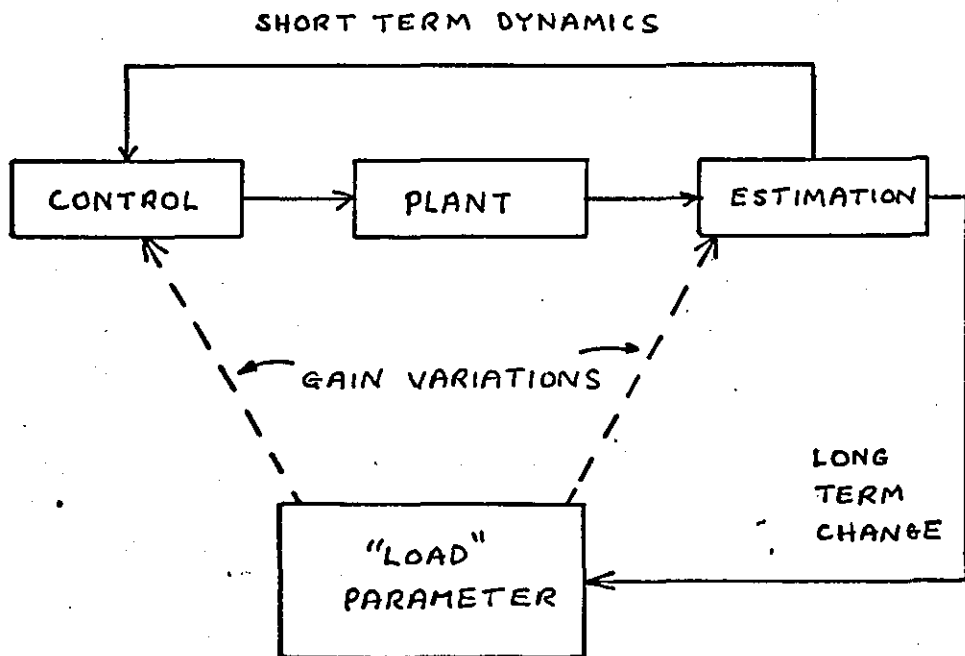 SHORT TERM DYNAMICS
CONTROL
PLANT
ESTIMATION
GAIN VARIATIONS
LONG
TERM
CHANGE
"LOAD"
PARAMETER